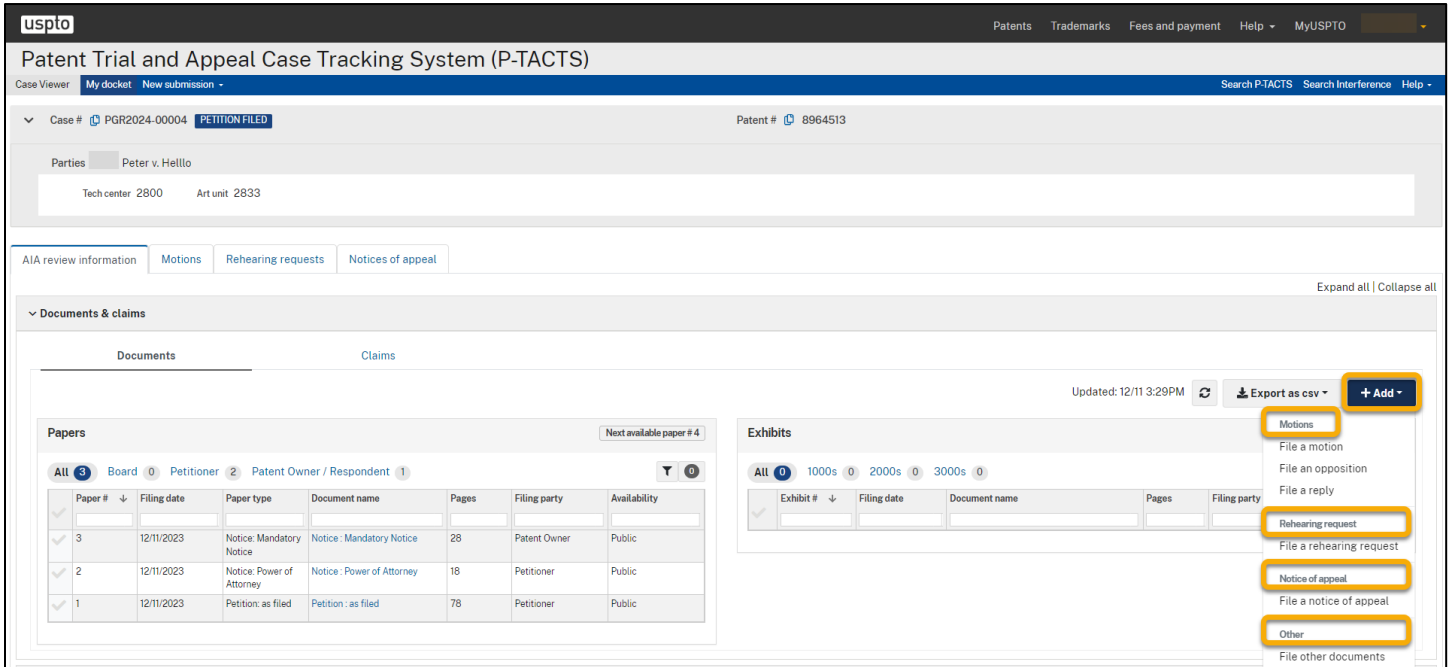 uspto Patents Trademarks Fees and payment Help MyUSPTO
Patent Trial and Appeal Case Tracking System (P-TACTS)
Case Viewer My docket New submission Search P-TACTS Search Interference Help
Case # PGR2024-00004 PETITION FILED Patent # 8964513
Parties Peter v. Helllo
Tech center 2800 Art unit 2833
AIA review information Motions Rehearing requests Notices of appeal
Expand all | Collapse all
Documents & claims
Documents Claims
Updated: 12/11 3:29PM Export as csv + Add
Papers Next available paper # 4 Exhibits
Motions
File a motion
All 3 Board 0 Petitioner 2 Patent Owner / Respondent 1 0 All 0 1000s 0 2000s 0 3000s 0
File an opposition
File a reply
Paper # Filing date Paper type Document name Pages Filing party Availability Exhibit # Filing date Document name Pages Filing party
Rehearing request
3 12/11/2023 Notice: Mandatory Notice Notice : Mandatory Notice 28 Patent Owner Public
File a rehearing request
2 12/11/2023 Notice: Power of Attorney Notice : Power of Attorney 18 Petitioner Public
Notice of appeal
1 12/11/2023 Petition: as filed Petition : as filed 78 Petitioner Public
File a notice of appeal
Other
File other documents